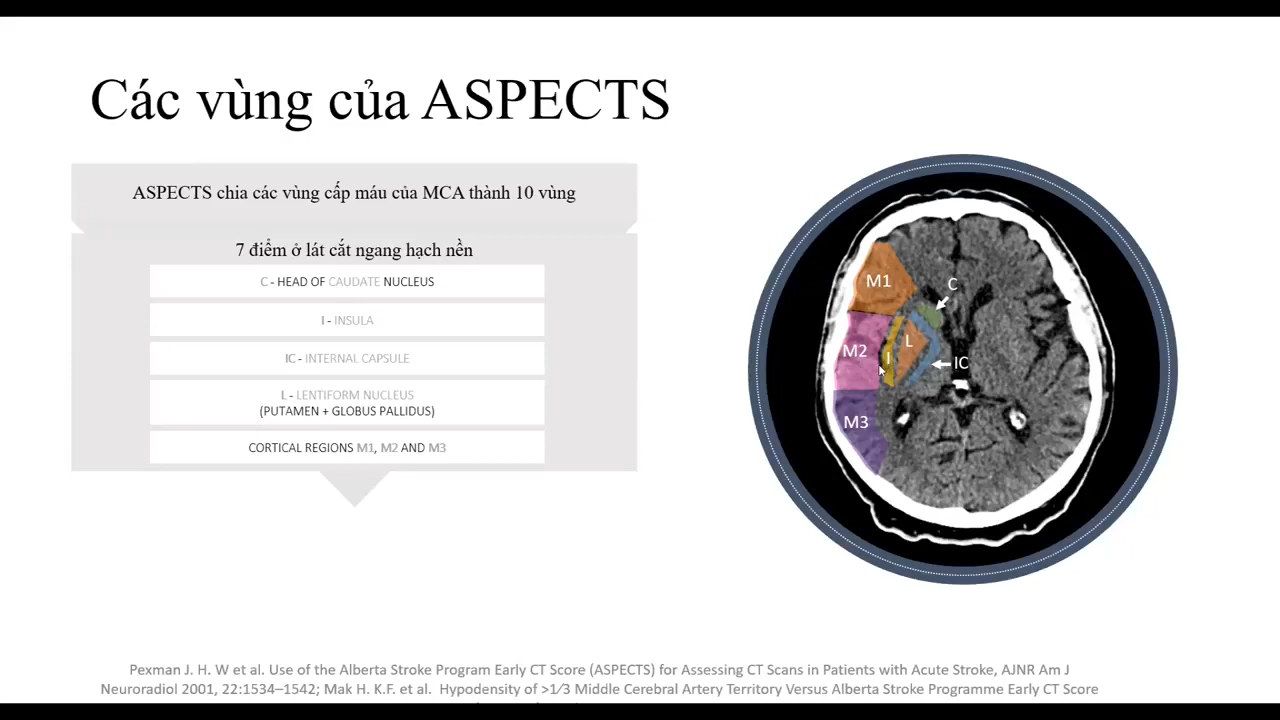 Các vùng của ASPECTS
ASPECTS chia các vùng cấp máu của MCA thành 10 vùng
7 điểm ở lát cắt ngang hạch nền
C - HEAD OF CAUDATE NUCLEUS
I - INSULA
IC - INTERNAL CAPSULE
L - LENTIFORM NUCLEUS
(PUTAMEN + GLOBUS PALLIDUS)
CORTICAL REGIONS M1, M2 AND M3
M1
C
M2
L
I
IC
M3
Pexman J. H. W et al. Use of the Alberta Stroke Program Early CT Score (ASPECTS) for Assessing CT Scans in Patients with Acute Stroke, AJNR Am J
Neuroradiol 2001, 22:1534–1542; Mak H. K.F. et al. Hypodensity of >1⁄3 Middle Cerebral Artery Territory Versus Alberta Stroke Programme Early CT Score